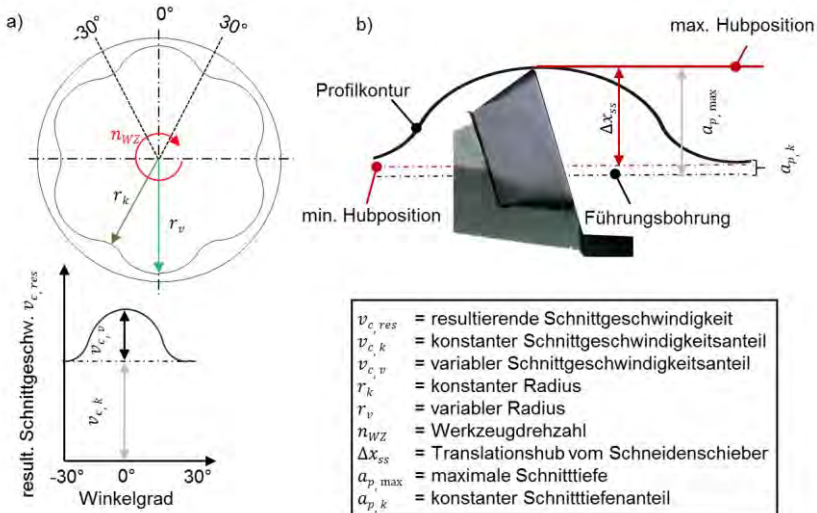 a)
-30°
0°
30°
n_WZ
r_k
r_v
result. Schnittgeschw. v_c, res
v_c, v
v_c, k
-30°
0°
30°
Winkelgrad
b)
max. Hubposition
Profilkontur
Δx_ss
a_p, max
a_p, k
min. Hubposition
Führungsbohrung
v_c, res = resultierende Schnittgeschwindigkeit
v_c, k = konstanter Schnittgeschwindigkeitsanteil
v_c, v = variabler Schnittgeschwindigkeitsanteil
r_k = konstanter Radius
r_v = variabler Radius
n_WZ = Werkzeugdrehzahl
Δx_ss = Translationshub vom Schneidenschieber
a_p, max = maximale Schnitttiefe
a_p, k = konstanter Schnitttiefenanteil